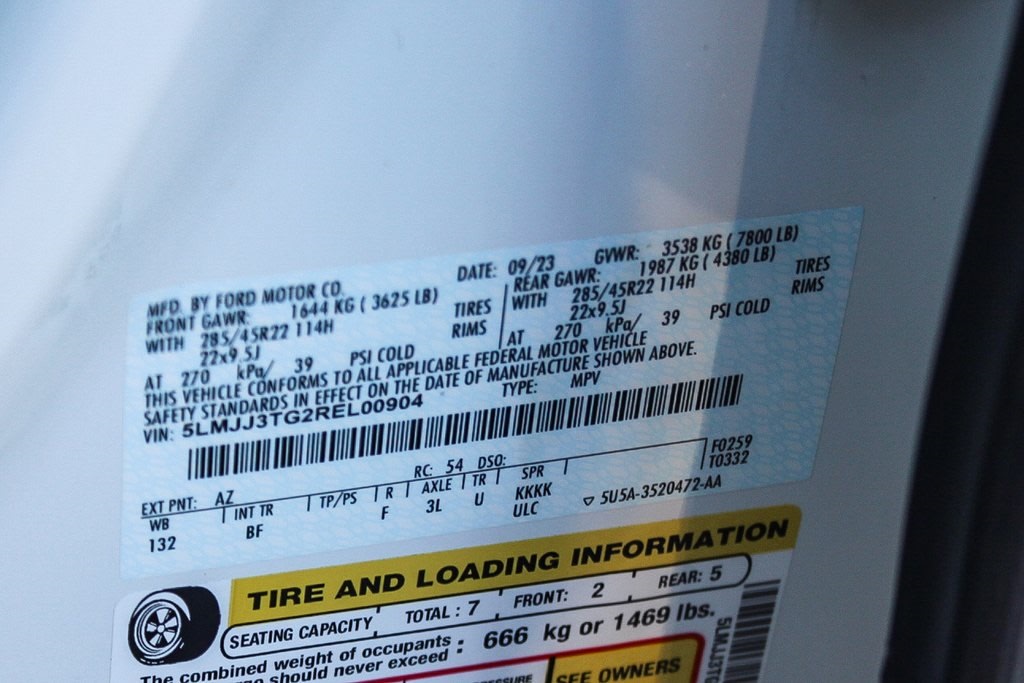 MFD. BY FORD MOTOR CO. DATE: 09/23 GVWR: 3538 KG ( 7800 LB)
FRONT GAWR: 1644 KG ( 3625 LB) REAR GAWR: 1987 KG ( 4380 LB)
WITH 285/45R22 114H TIRES WITH 285/45R22 114H TIRES
22x9.5J RIMS 22x9.5J RIMS
AT 270 kPa/ 39 PSI COLD AT 270 kPa/ 39 PSI COLD
THIS VEHICLE CONFORMS TO ALL APPLICABLE FEDERAL MOTOR VEHICLE
SAFETY STANDARDS IN EFFECT ON THE DATE OF MANUFACTURE SHOWN ABOVE.
VIN: 5LMJJ3TG2REL00904 TYPE: MPV
EXT PNT: AZ RC: 54 DSO: F0259
WB INT TR TP/PS R AXLE TR SPR T0332
132 BF F 3L U KKKK
ULC ▽ 5U5A-3520472-AA
TIRE AND LOADING INFORMATION
SEATING CAPACITY TOTAL : 7 FRONT: 2 REAR: 5
The combined weight of occupants : 666 kg or 1469 lbs.
should never exceed
SEE OWNERS
5LMJJ3TG